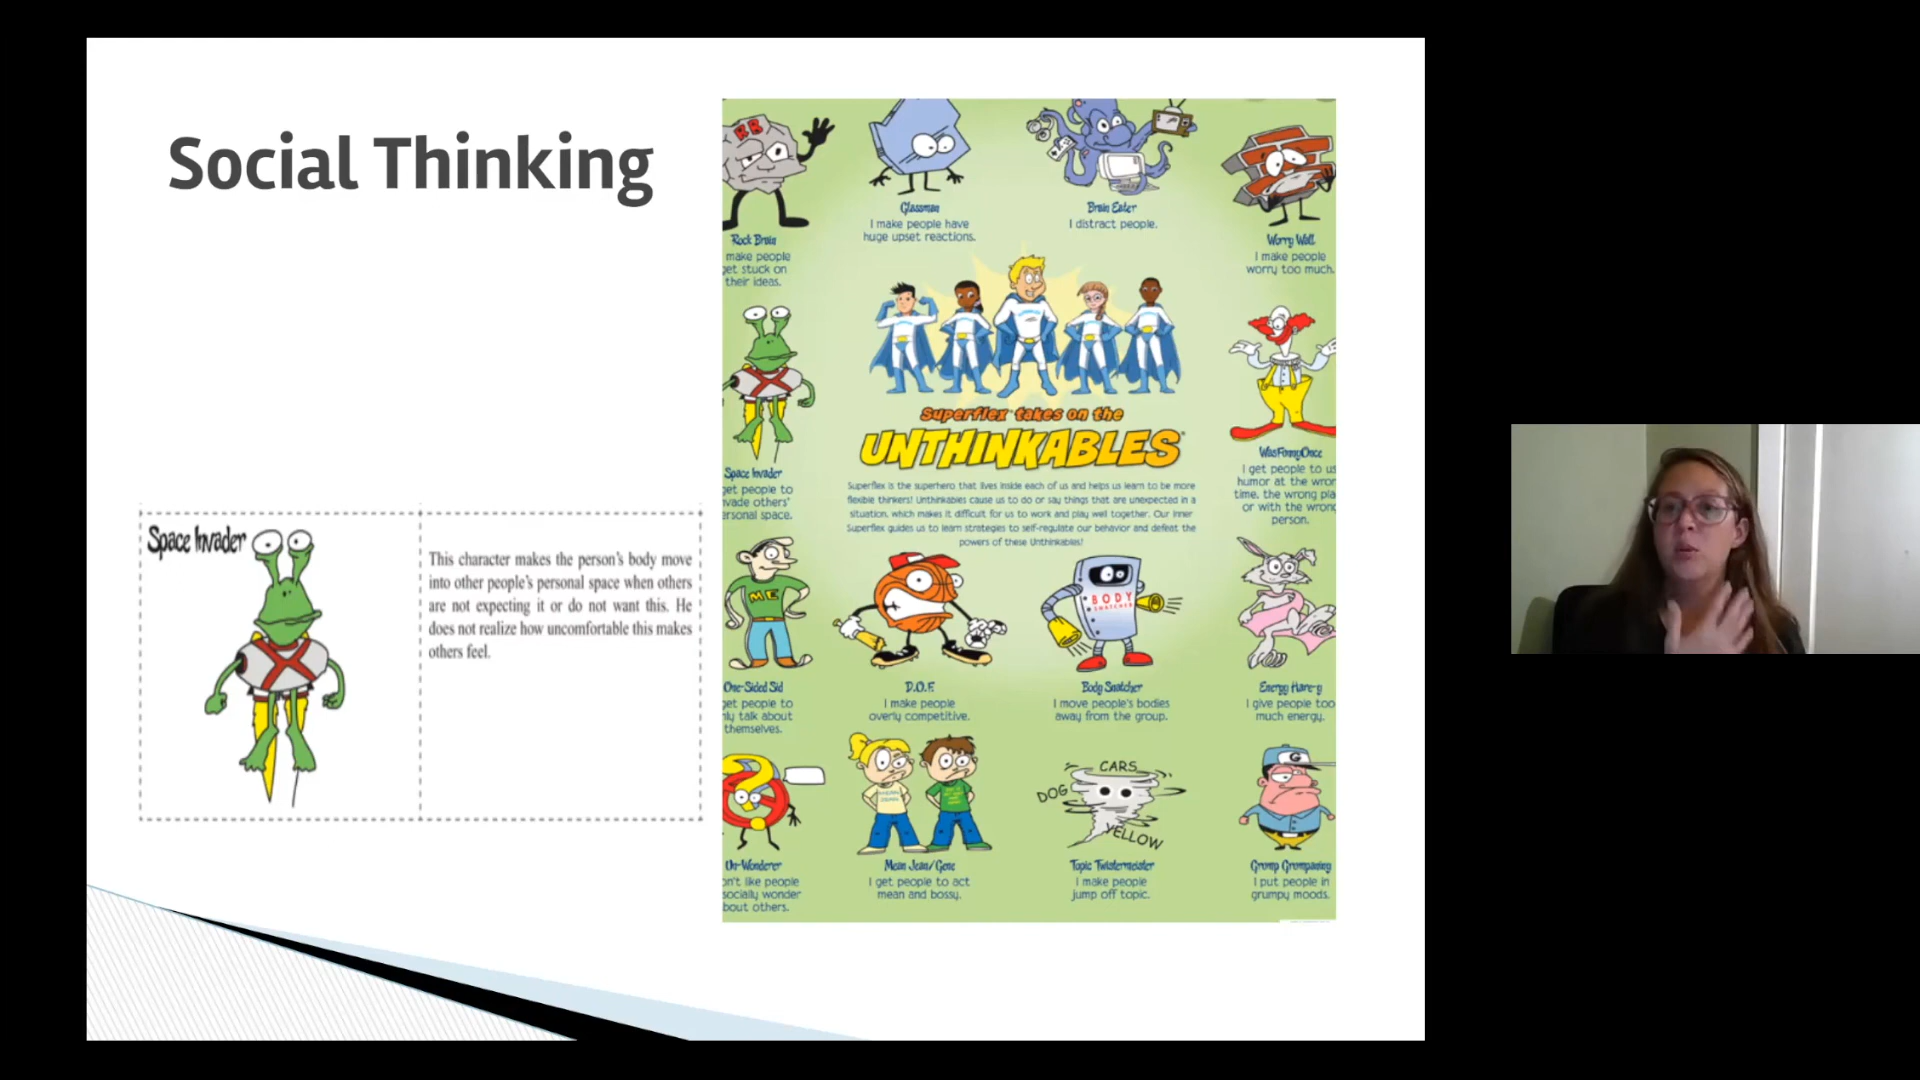 Social Thinking
Space Invader
This character makes the person's body move
into other people's personal space when others
are not expecting it or do not want this. He
does not realize how uncomfortable this makes
others feel.
RB
Rock Brain
make people
get stuck on
their ideas.
Glassman
I make people have
huge upset reactions.
Brain Eater
I distract people.
Worry Wall
I make people
worry too much.
Space Invader
get people to
vade others'
ersonal space.
Superflex takes on the
UNTHINKABLES
Superflex is the superhero that lives inside each of us and helps us learn to be more
flexible thinkers! Unthinkables cause us to do or say things that are unexpected in a
situation, which makes it difficult for us to work and play well together. Our inner
Superflex guides us to learn strategies to self-regulate our behavior and defeat the
powers of these Unthinkables!
WasFunnyOnce
I get people to us
humor at the wron
time, the wrong pla
or with the wrong
person.
ME
One-Sided Sid
get people to
ly talk about
themselves.
D.O.F.
I make people
overly competitive.
BODY
SNATCHER
Body Snatcher
I move people's bodies
away from the group.
Energy Hare-y
I give people too
much energy.
Un-Wonderer
on't like people
socially wonder
bout others.
Mean Jean/Gene
I get people to act
mean and bossy.
CARS
DOG
YELLOW
Topic Twistermeister
I make people
jump off topic.
G
Grump Grumpaniny
I put people in
grumpy moods.